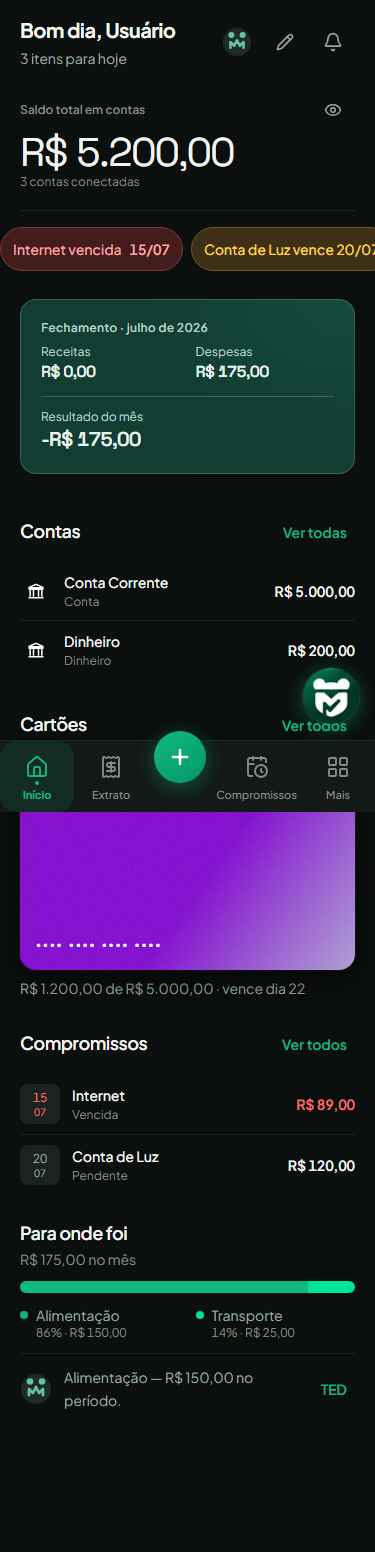 Bom dia, Usuário
3 itens para hoje
Saldo total em contas
R$ 5.200,00
3 contas conectadas
Internet vencida 15/07
Conta de Luz vence 20/07
Fechamento · julho de 2026
Receitas
Despesas
R$ 0,00
R$ 175,00
Resultado do mês
-R$ 175,00
Contas
Ver todas
Conta Corrente
Conta
R$ 5.000,00
Dinheiro
Dinheiro
R$ 200,00
Cartões
Ver todos
Início
Extrato
Compromissos
Mais
•••• •••• •••• ••••
R$ 1.200,00 de R$ 5.000,00 · vence dia 22
Compromissos
Ver todos
15
07
Internet
Vencida
R$ 89,00
20
07
Conta de Luz
Pendente
R$ 120,00
Para onde foi
R$ 175,00 no mês
Alimentação
86% · R$ 150,00
Transporte
14% · R$ 25,00
Alimentação — R$ 150,00 no
período.
TED